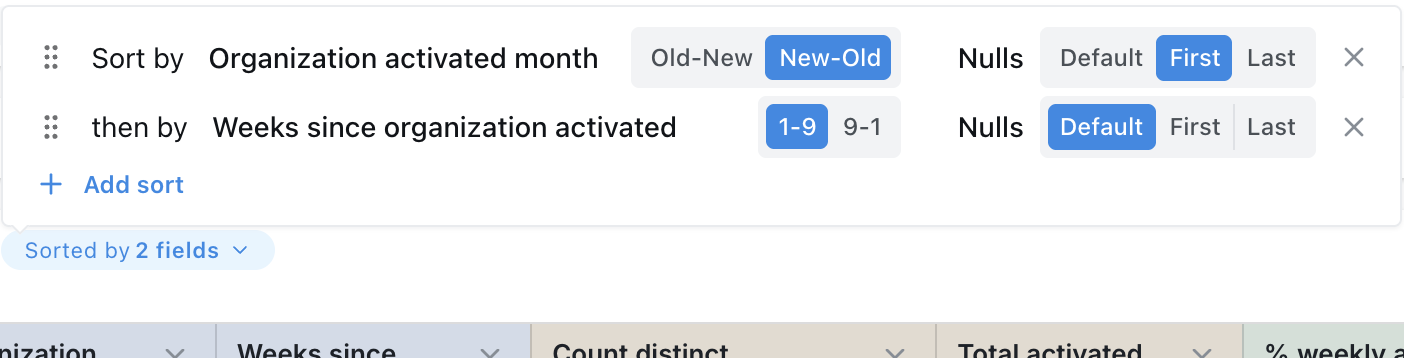 Sort by Organization activated month Old-New New-Old Nulls Default First Last
then by Weeks since organization activated 1-9 9-1 Nulls Default First Last
+ Add sort
Sorted by 2 fields
nization Weeks since Count distinct Total activated % weekly a